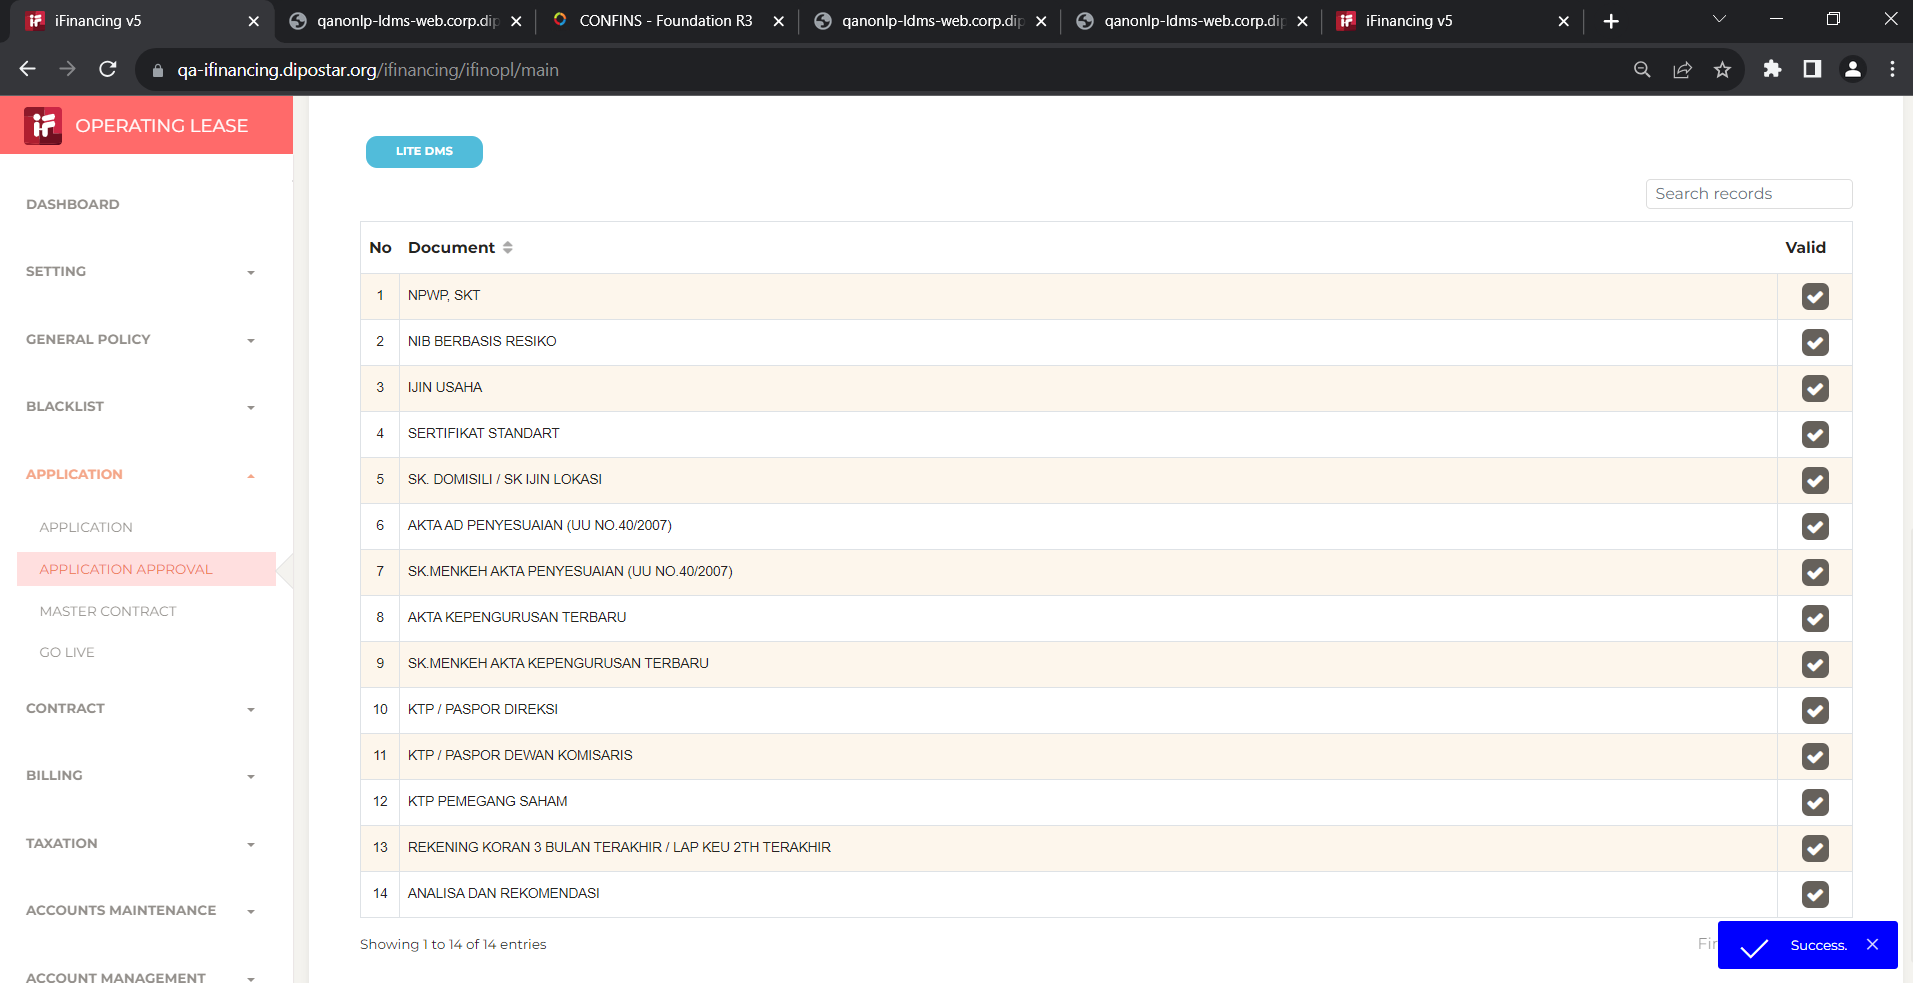 iFinancing v5
qanonlp-ldms-web.corp.dip
CONFINS - Foundation R3
qanonlp-ldms-web.corp.dip
qanonlp-ldms-web.corp.dip
iFinancing v5
qa-ifinancing.dipostar.org/ifinancing/ifinopl/main
iF OPERATING LEASE
DASHBOARD
SETTING
GENERAL POLICY
BLACKLIST
APPLICATION
APPLICATION
APPLICATION APPROVAL
MASTER CONTRACT
GO LIVE
CONTRACT
BILLING
TAXATION
ACCOUNTS MAINTENANCE
ACCOUNT MANAGEMENT
LITE DMS
Search records
No Document Valid
1 NPWP, SKT
2 NIB BERBASIS RESIKO
3 IJIN USAHA
4 SERTIFIKAT STANDART
5 SK. DOMISILI / SK IJIN LOKASI
6 AKTA AD PENYESUAIAN (UU NO.40/2007)
7 SK.MENKEH AKTA PENYESUAIAN (UU NO.40/2007)
8 AKTA KEPENGURUSAN TERBARU
9 SK.MENKEH AKTA KEPENGURUSAN TERBARU
10 KTP / PASPOR DIREKSI
11 KTP / PASPOR DEWAN KOMISARIS
12 KTP PEMEGANG SAHAM
13 REKENING KORAN 3 BULAN TERAKHIR / LAP KEU 2TH TERAKHIR
14 ANALISA DAN REKOMENDASI
Showing 1 to 14 of 14 entries
Success.